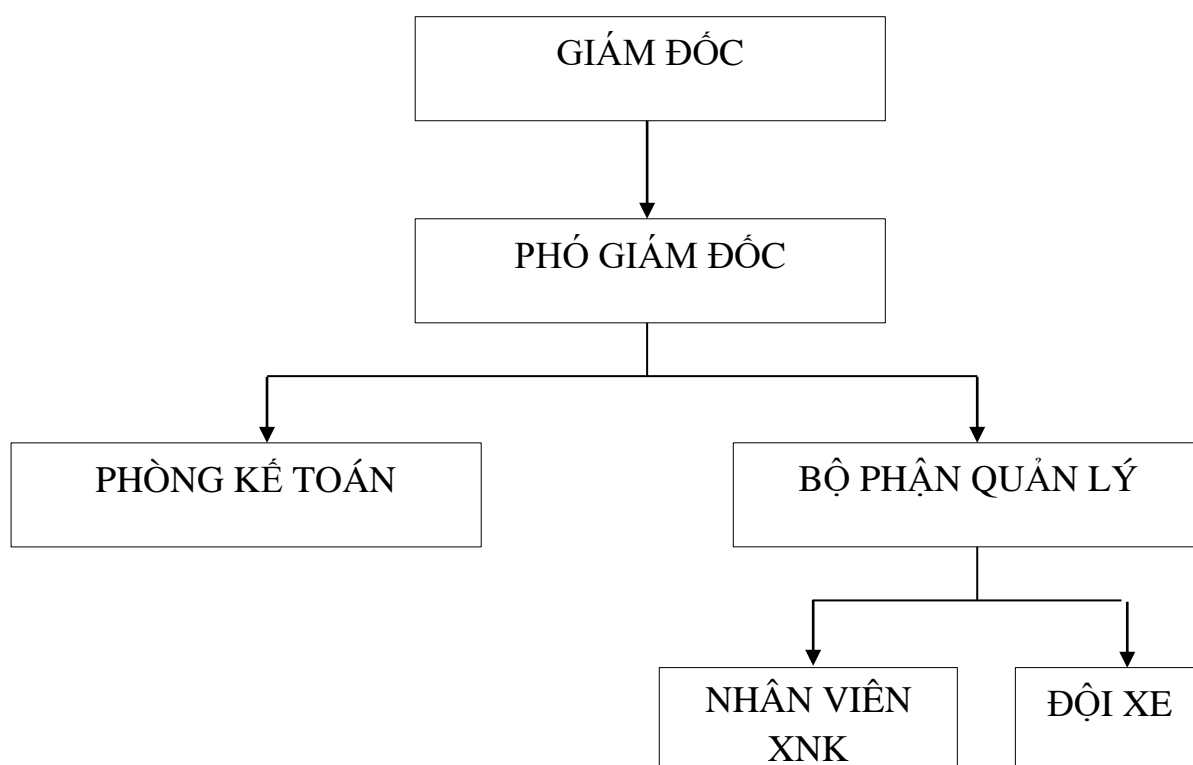 GIÁM ĐỐC
PHÓ GIÁM ĐỐC
PHÒNG KẾ TOÁN
BỘ PHẬN QUẢN LÝ
NHÂN VIÊN
XNK
ĐỘI XE